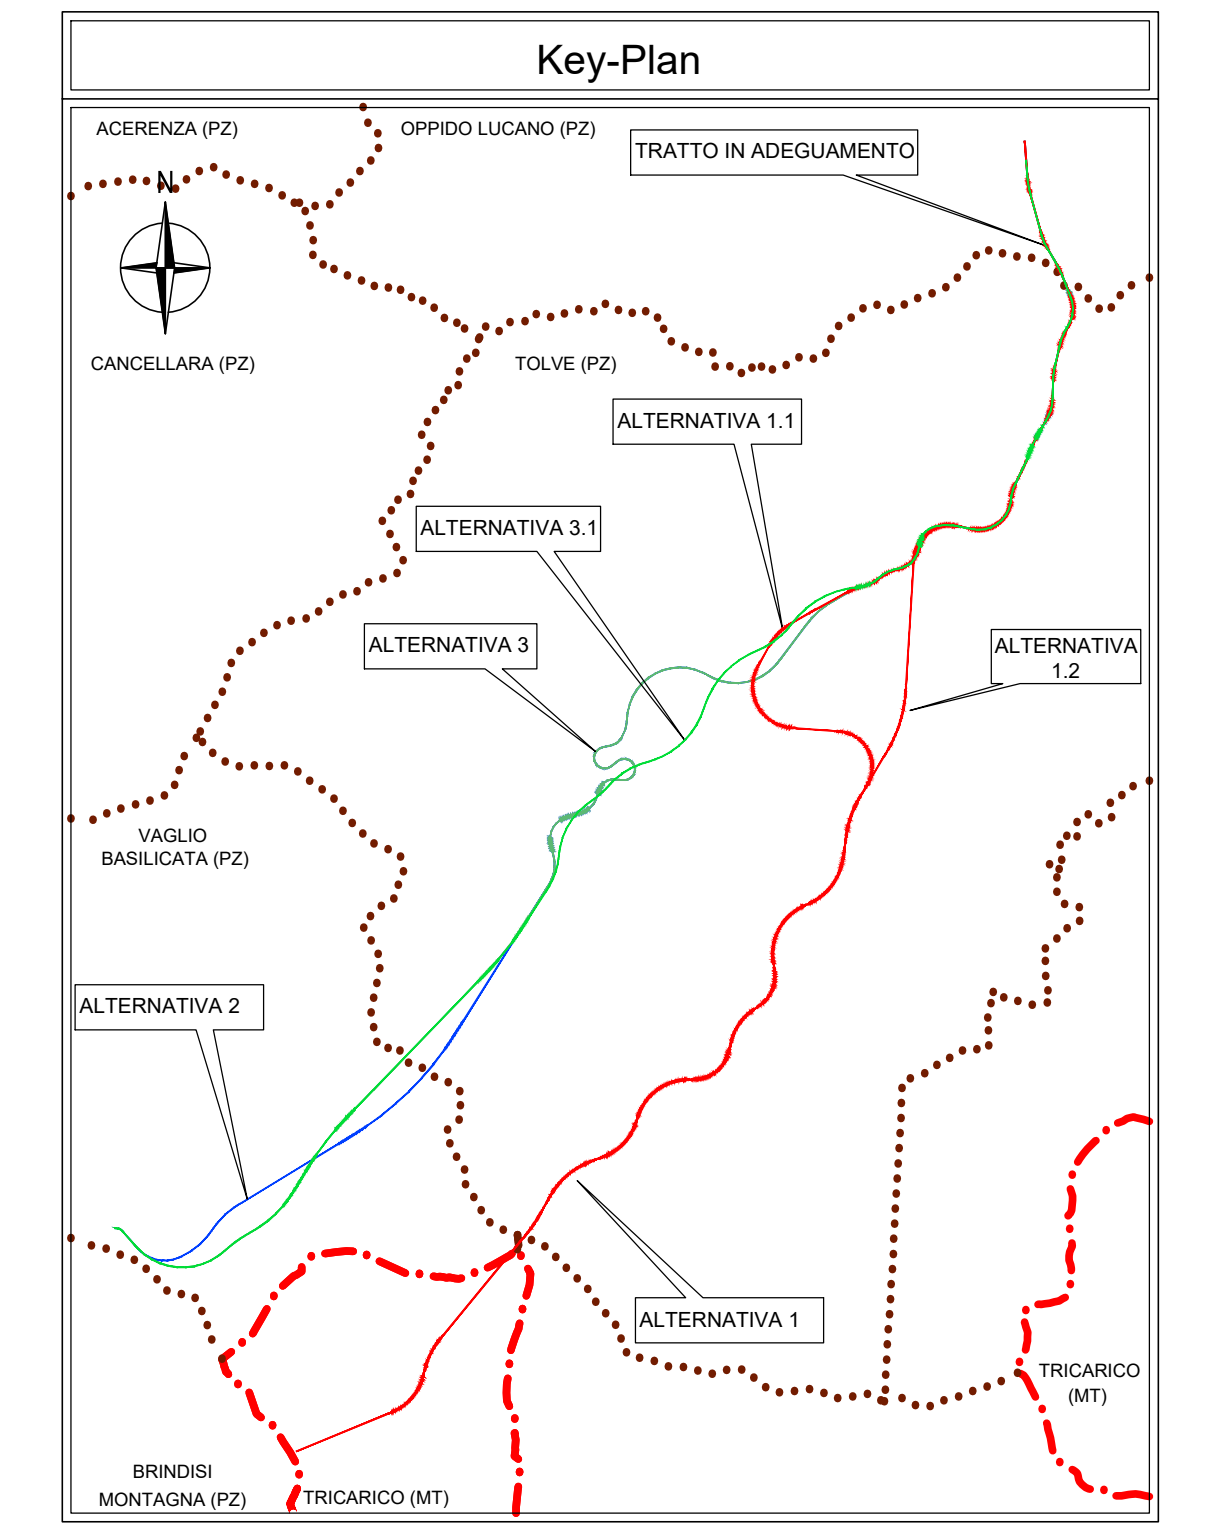 Key-Plan
ACERENZA (PZ)
OPPIDO LUCANO (PZ)
TRATTO IN ADEGUAMENTO
N
CANCELLARA (PZ)
TOLVE (PZ)
ALTERNATIVA 1.1
ALTERNATIVA 3.1
ALTERNATIVA 3
ALTERNATIVA
1.2
VAGLIO
BASILICATA (PZ)
ALTERNATIVA 2
ALTERNATIVA 1
TRICARICO
(MT)
BRINDISI
MONTAGNA (PZ)
TRICARICO (MT)